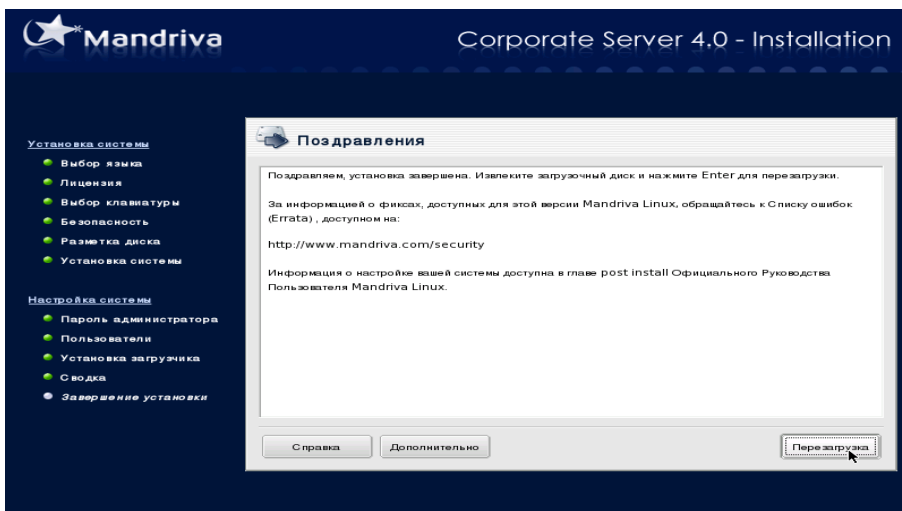 Mandriva
Corporate Server 4.0 - Installation
Установка системы
Выбор языка
Лицензия
Выбор клавиатуры
Безопасность
Разметка диска
Установка системы
Настройка системы
Пароль администратора
Пользователи
Установка загрузчика
Сводка
Завершение установки
Поздравления
Поздравляем, установка завершена. Извлеките загрузочный диск и нажмите Enter для перезагрузки.
За информацией о фиксах, доступных для этой версии Mandriva Linux, обращайтесь к Списку ошибок
(Errata) , доступном на:
http://www.mandriva.com/security
Информация о настройке вашей системы доступна в главе post install Официального Руководства
Пользователя Mandriva Linux.
Справка
Дополнительно
Перезагрузка